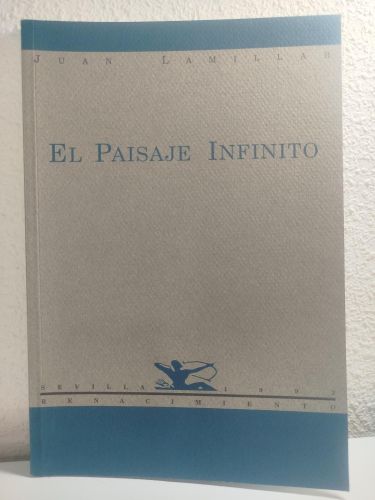 JUAN LAMILLAR
EL PAISAJE INFINITO
SEVILLA 1992
RENACIMIENTO